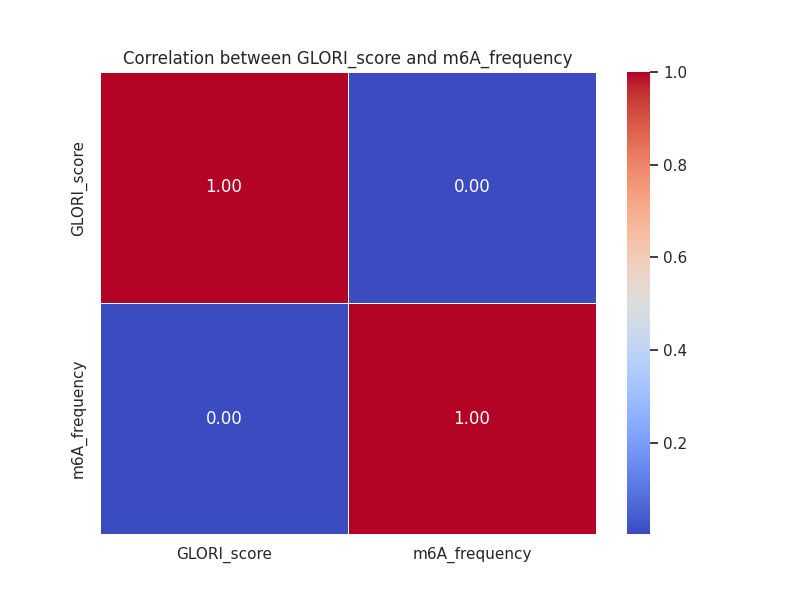 Correlation between GLORI_score and m6A_frequency
GLORI_score
1.00
0.00
m6A_frequency
0.00
1.00
GLORI_score
m6A_frequency
1.0
0.8
0.6
0.4
0.2